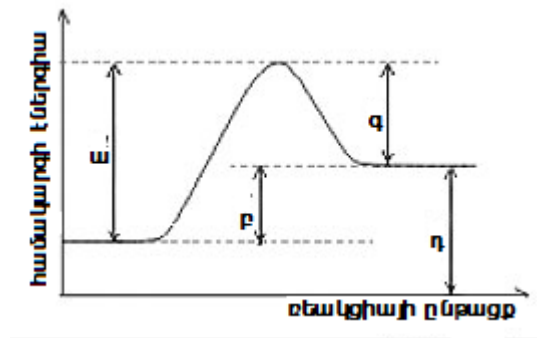 համակարգի էներգիա
ա
գ
բ
դ
ռեակցիայի ընթացք